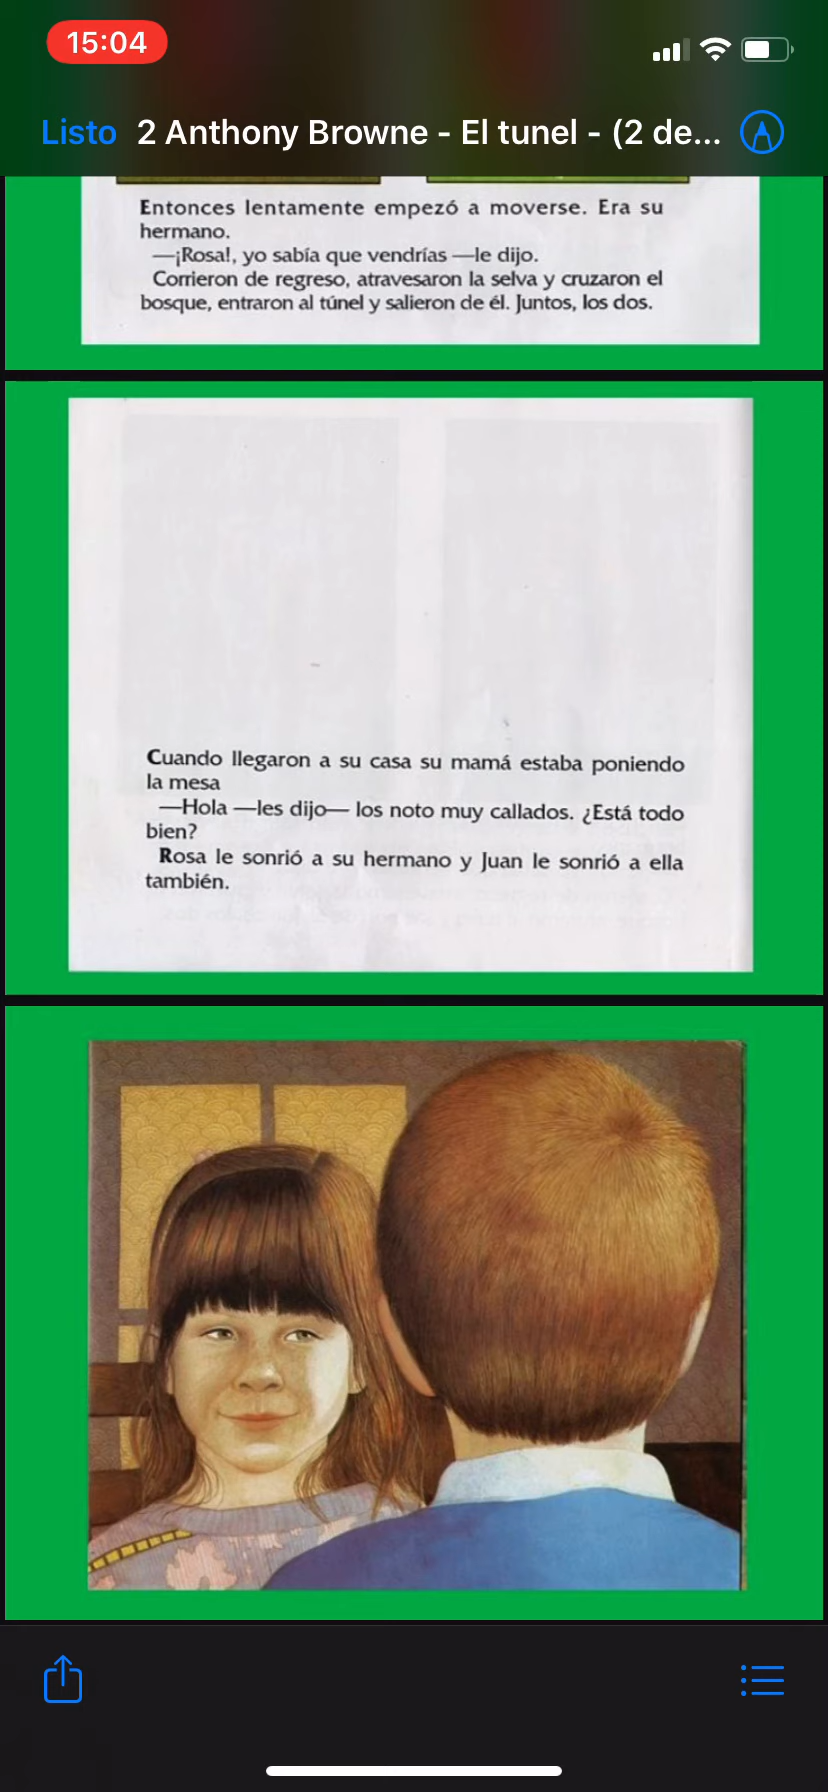 15:04
Listo 2 Anthony Browne - El tunel - (2 de...
Entonces lentamente empezó a moverse. Era su
hermano.
—¡Rosa!, yo sabía que vendrías —le dijo.
Corrieron de regreso, atravesaron la selva y cruzaron el
bosque, entraron al túnel y salieron de él. Juntos, los dos.
Cuando llegaron a su casa su mamá estaba poniendo
la mesa
—Hola —les dijo— los noto muy callados. ¿Está todo
bien?
Rosa le sonrió a su hermano y Juan le sonrió a ella
también.